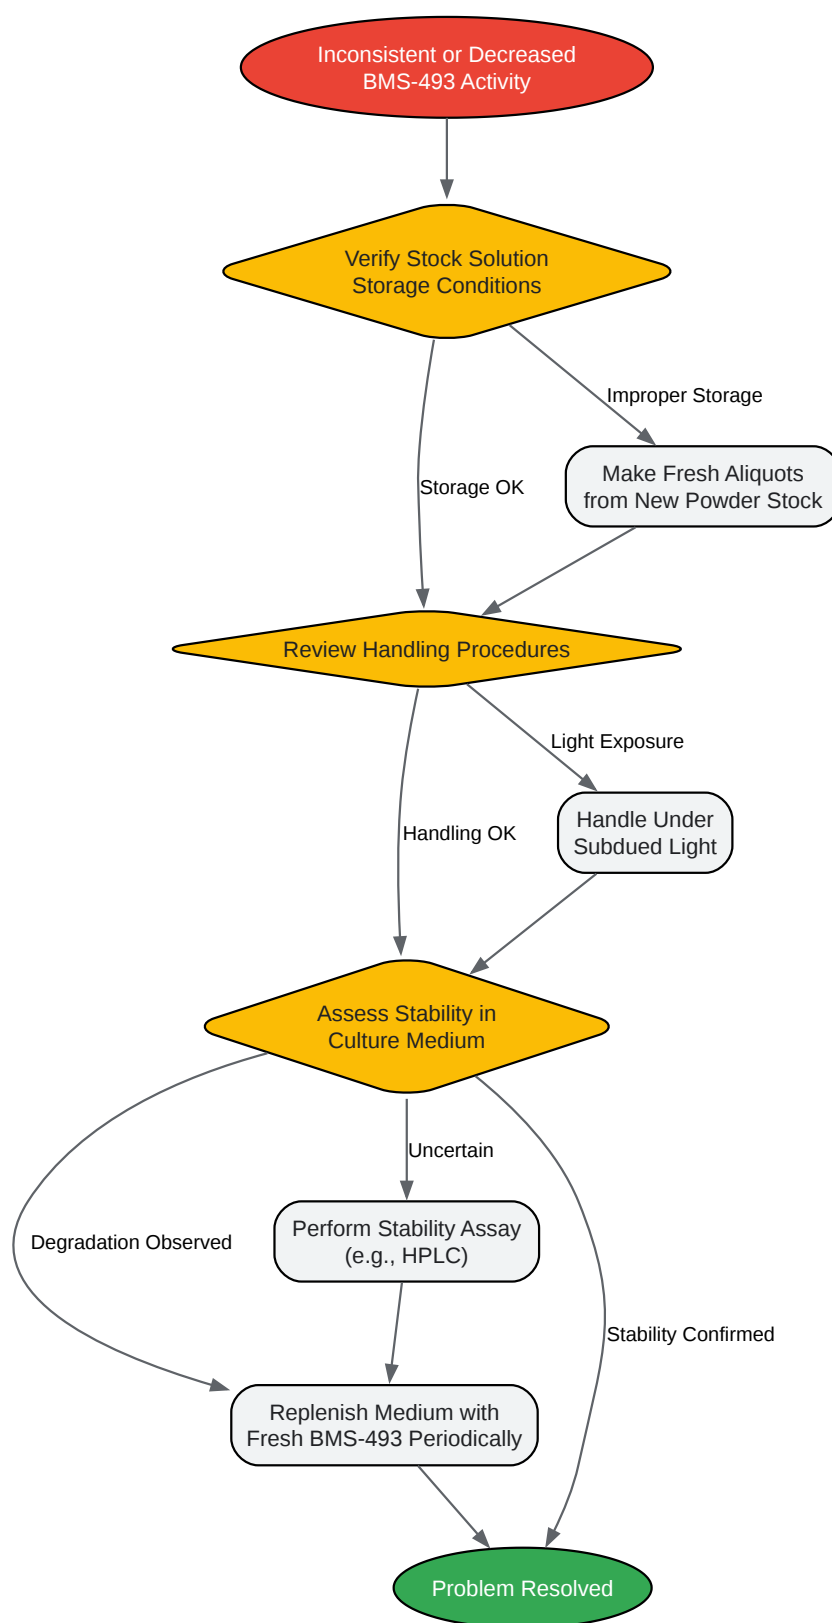 Inconsistent or Decreased
BMS-493 Activity
Verify Stock Solution
Storage Conditions
Improper Storage
Make Fresh Aliquots
from New Powder Stock
Storage OK
Review Handling Procedures
Light Exposure
Handle Under
Subdued Light
Handling OK
Assess Stability in
Culture Medium
Uncertain
Perform Stability Assay
(e.g., HPLC)
Degradation Observed
Stability Confirmed
Replenish Medium with
Fresh BMS-493 Periodically
Problem Resolved